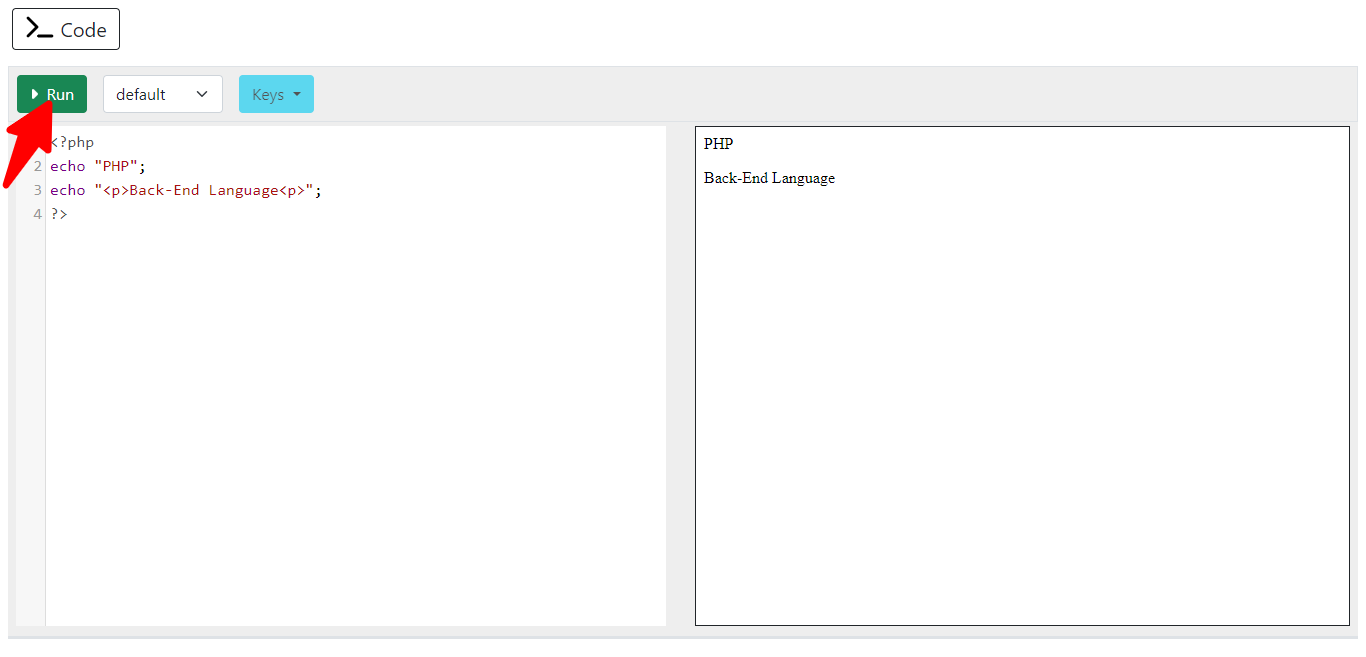 Code
Run default Keys
<?php
2 echo "PHP";
3 echo "<p>Back-End Language<p>";
4 ?>
PHP
Back-End Language